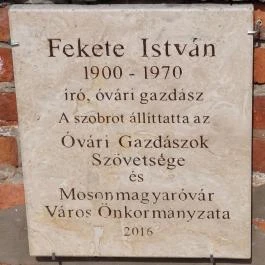 Fekete István
1900 - 1970
író, óvári gazdász
A szobrot állíttatta az
Óvári Gazdászok
Szövetsége
és
Mosonmagyaróvár
Város Önkormányzata
2016